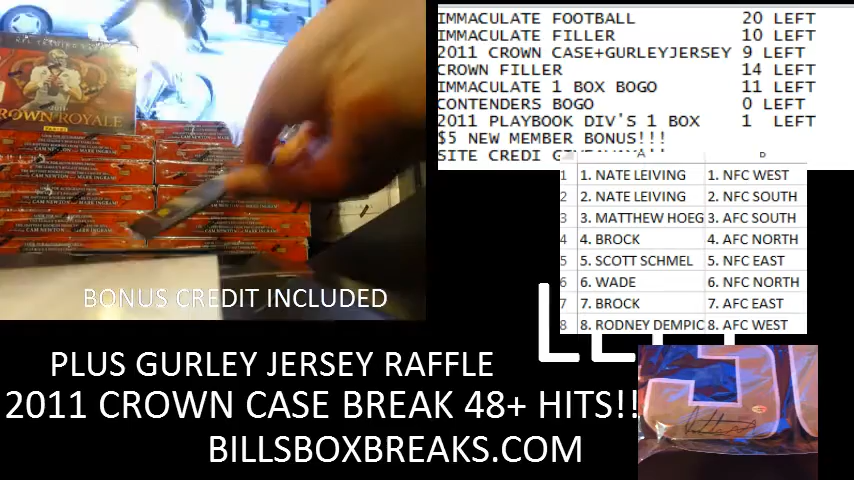 IMMACULATE FOOTBALL 20 LEFT
IMMACULATE FILLER 10 LEFT
2011 CROWN CASE+GURLEYJERSEY 9 LEFT
CROWN FILLER 14 LEFT
IMMACULATE 1 BOX BOGO 11 LEFT
CONTENDERS BOGO 0 LEFT
2011 PLAYBOOK DIV'S 1 BOX 1 LEFT
$5 NEW MEMBER BONUS!!!
SITE CREDI
A B
1 1. NATE LEIVING 1. NFC WEST
2 2. NATE LEIVING 2. NFC SOUTH
3 3. MATTHEW HOEG 3. AFC SOUTH
4 4. BROCK 4. AFC NORTH
5 5. SCOTT SCHMEL 5. NFC EAST
6 6. WADE 6. NFC NORTH
7 7. BROCK 7. AFC EAST
8 8. RODNEY DEMPIC 8. AFC WEST
CROWN ROYALE
CAM NEWTON MARK INGRAM
BONUS CREDIT INCLUDED
PLUS GURLEY JERSEY RAFFLE
2011 CROWN CASE BREAK 48+ HITS!!
BILLSBOXBREAKS.COM